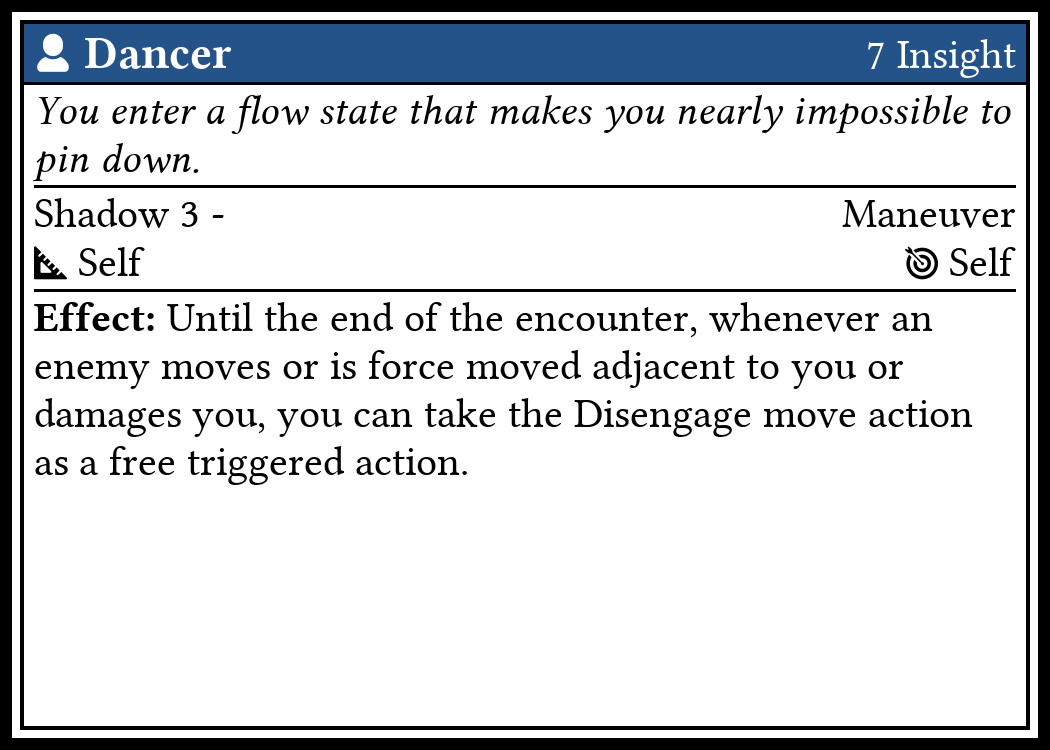 Dancer 7 Insight
You enter a flow state that makes you nearly impossible to
pin down.
Shadow 3 - Maneuver
Self Self
Effect: Until the end of the encounter, whenever an
enemy moves or is force moved adjacent to you or
damages you, you can take the Disengage move action
as a free triggered action.